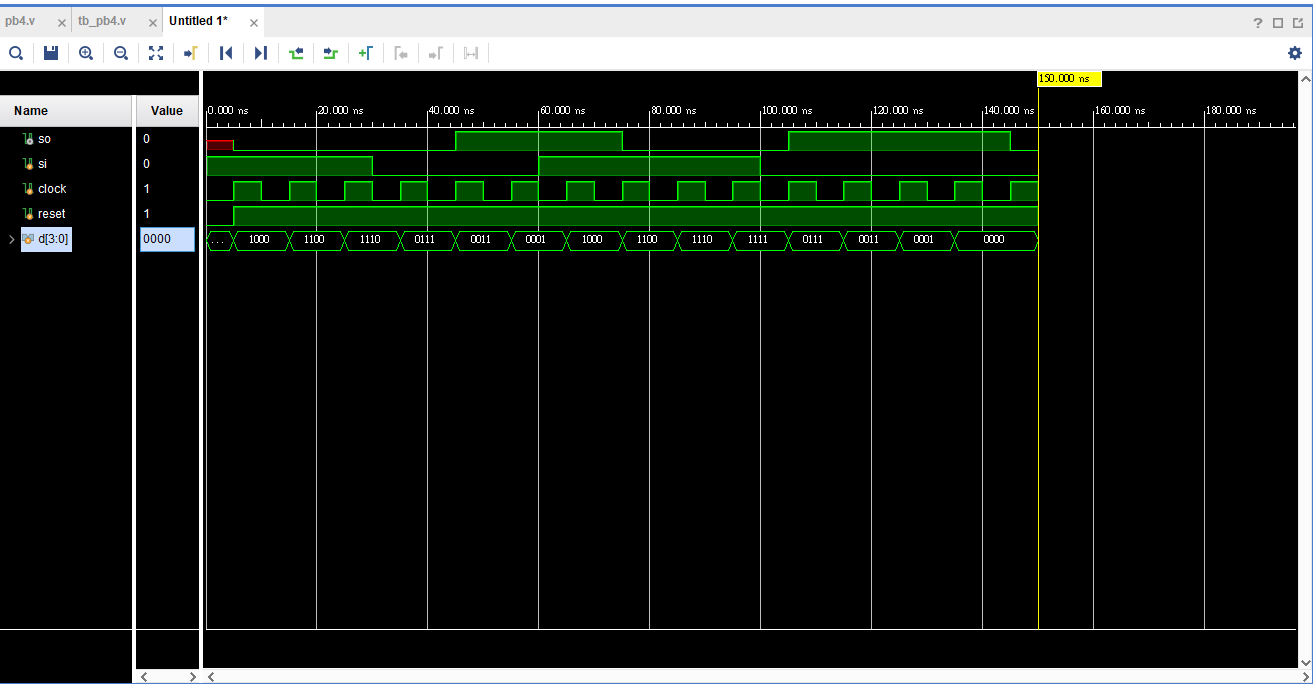 pb4.v × tb_pb4.v × Untitled 1* ×
?
150.000 ns
Name Value
0.000 ns 20.000 ns 40.000 ns 60.000 ns 80.000 ns 100.000 ns 120.000 ns 140.000 ns 160.000 ns 180.000 ns
so 0
si 0
clock 1
reset 1
d[3:0] 0000 ... 1000 1100 1110 0111 0011 0001 1000 1100 1110 1111 0111 0011 0001 0000